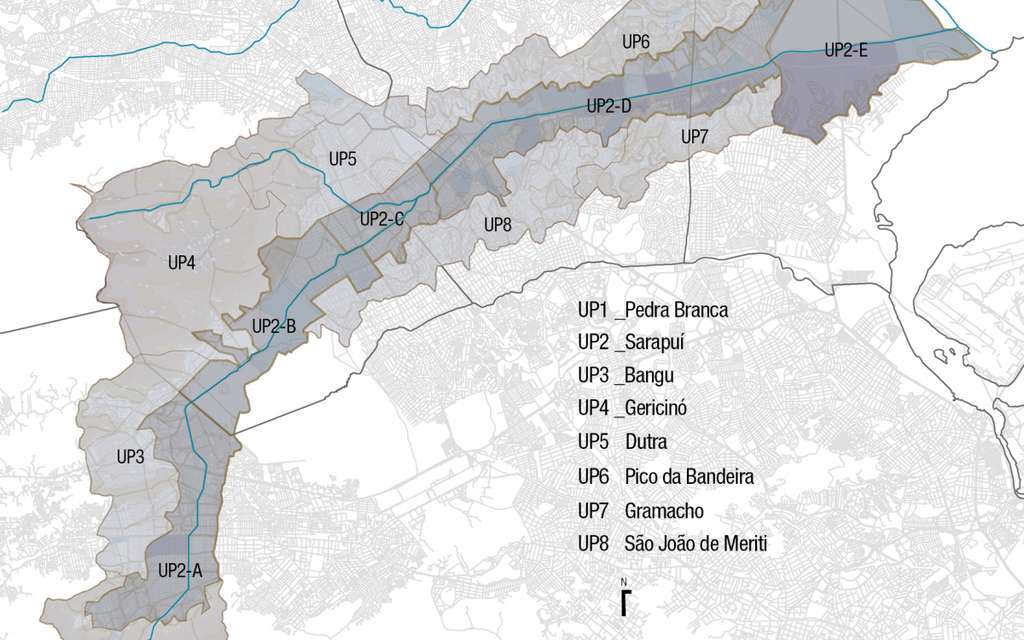 UP6
UP2-E
UP2-D
UP7
UP5
UP2-C
UP8
UP4
UP2-B
UP3
UP2-A
UP1 _Pedra Branca
UP2 _Sarapuí
UP3 _Bangu
UP4 _Gericinó
UP5 Dutra
UP6 Pico da Bandeira
UP7 Gramacho
UP8 São João de Meriti
N